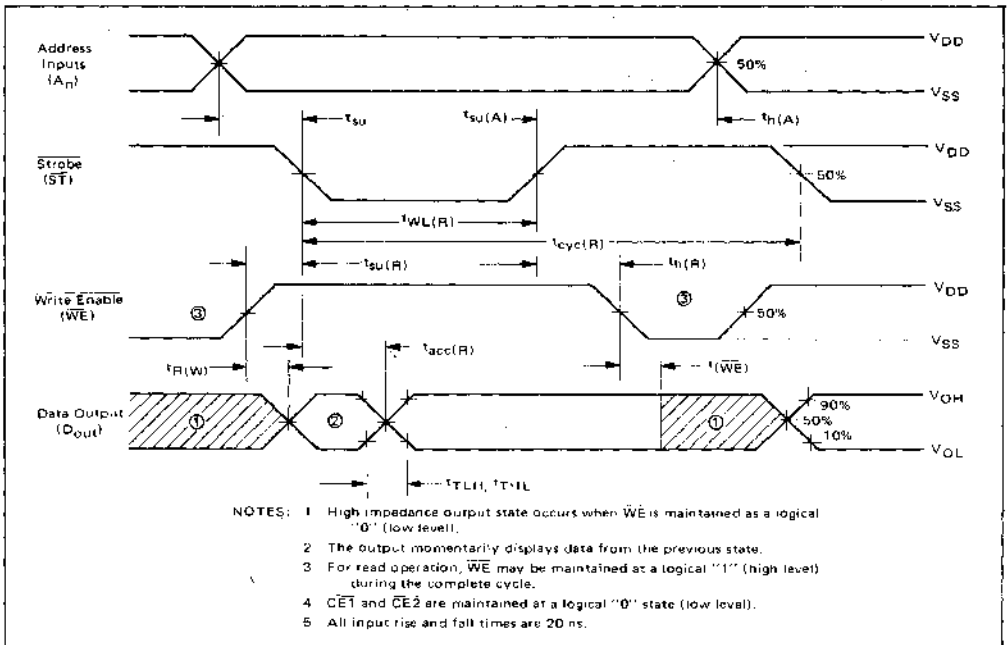 Address Inputs (An)
VDD
50%
VSS
tsu
tsu(A)
th(A)
Strobe (ST)
VDD
50%
VSS
tWL(R)
tcyc(R)
tsu(R)
th(R)
Write Enable (WE)
③
③
VDD
50%
VSS
tacc(R)
tR(W)
t(WE)
Data Output (Dout)
①
②
①
VOH
90%
50%
10%
VOL
tTLH, tTHL
NOTES: 1 High impedance output state occurs when WE is maintained as a logical
"0" (low level).
2 The output momentarily displays data from the previous state.
3 For read operation, WE may be maintained at a logical "1" (high level)
during the complete cycle.
4 CE1 and CE2 are maintained at a logical "0" state (low level).
5 All input rise and fall times are 20 ns.